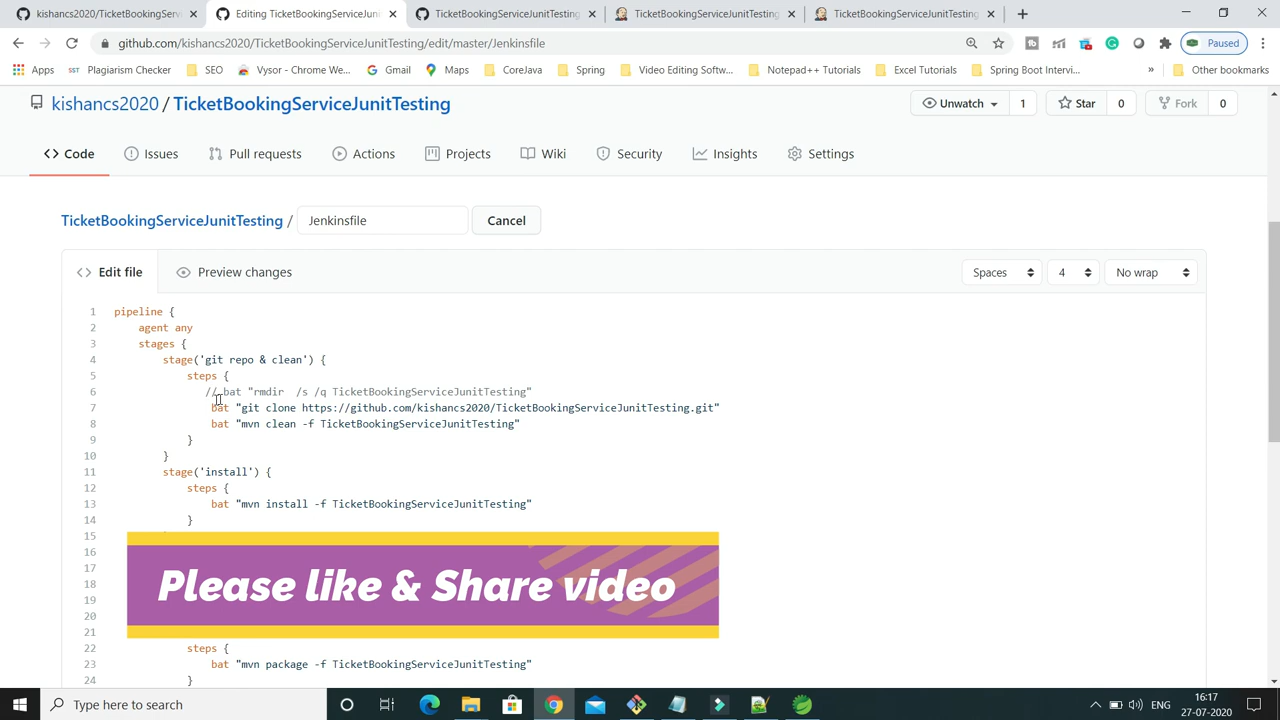 kishancs2020/TicketBookingServi
Editing TicketBookingServiceJuni
TicketBookingServiceJunitTesting
TicketBookingServiceJunitTesting
TicketBookingServiceJunitTesting
github.com/kishancs2020/TicketBookingServiceJunitTesting/edit/master/Jenkinsfile
Paused
Apps
SST Plagiarism Checker
SEO
Vysor - Chrome We...
Gmail
Maps
CoreJava
Spring
Video Editing Softw...
Notepad++ Tutorials
Excel Tutorials
Spring Boot Intervi...
»
Other bookmarks
kishancs2020 / TicketBookingServiceJunitTesting
Unwatch 1
Star 0
Fork 0
Code
Issues
Pull requests
Actions
Projects
Wiki
Security
Insights
Settings
TicketBookingServiceJunitTesting / Jenkinsfile
Cancel
Edit file
Preview changes
Spaces
4
No wrap
1 pipeline {
2 agent any
3 stages {
4 stage('git repo & clean') {
5 steps {
6 // bat "rmdir  /s /q TicketBookingServiceJunitTesting"
7 bat "git clone https://github.com/kishancs2020/TicketBookingServiceJunitTesting.git"
8 bat "mvn clean -f TicketBookingServiceJunitTesting"
9 }
10 }
11 stage('install') {
12 steps {
13 bat "mvn install -f TicketBookingServiceJunitTesting"
14 }
15
16
17
18
19
20
21
Please like & Share video
22 steps {
23 bat "mvn package -f TicketBookingServiceJunitTesting"
24 }
Type here to search
ENG
16:17
27-07-2020